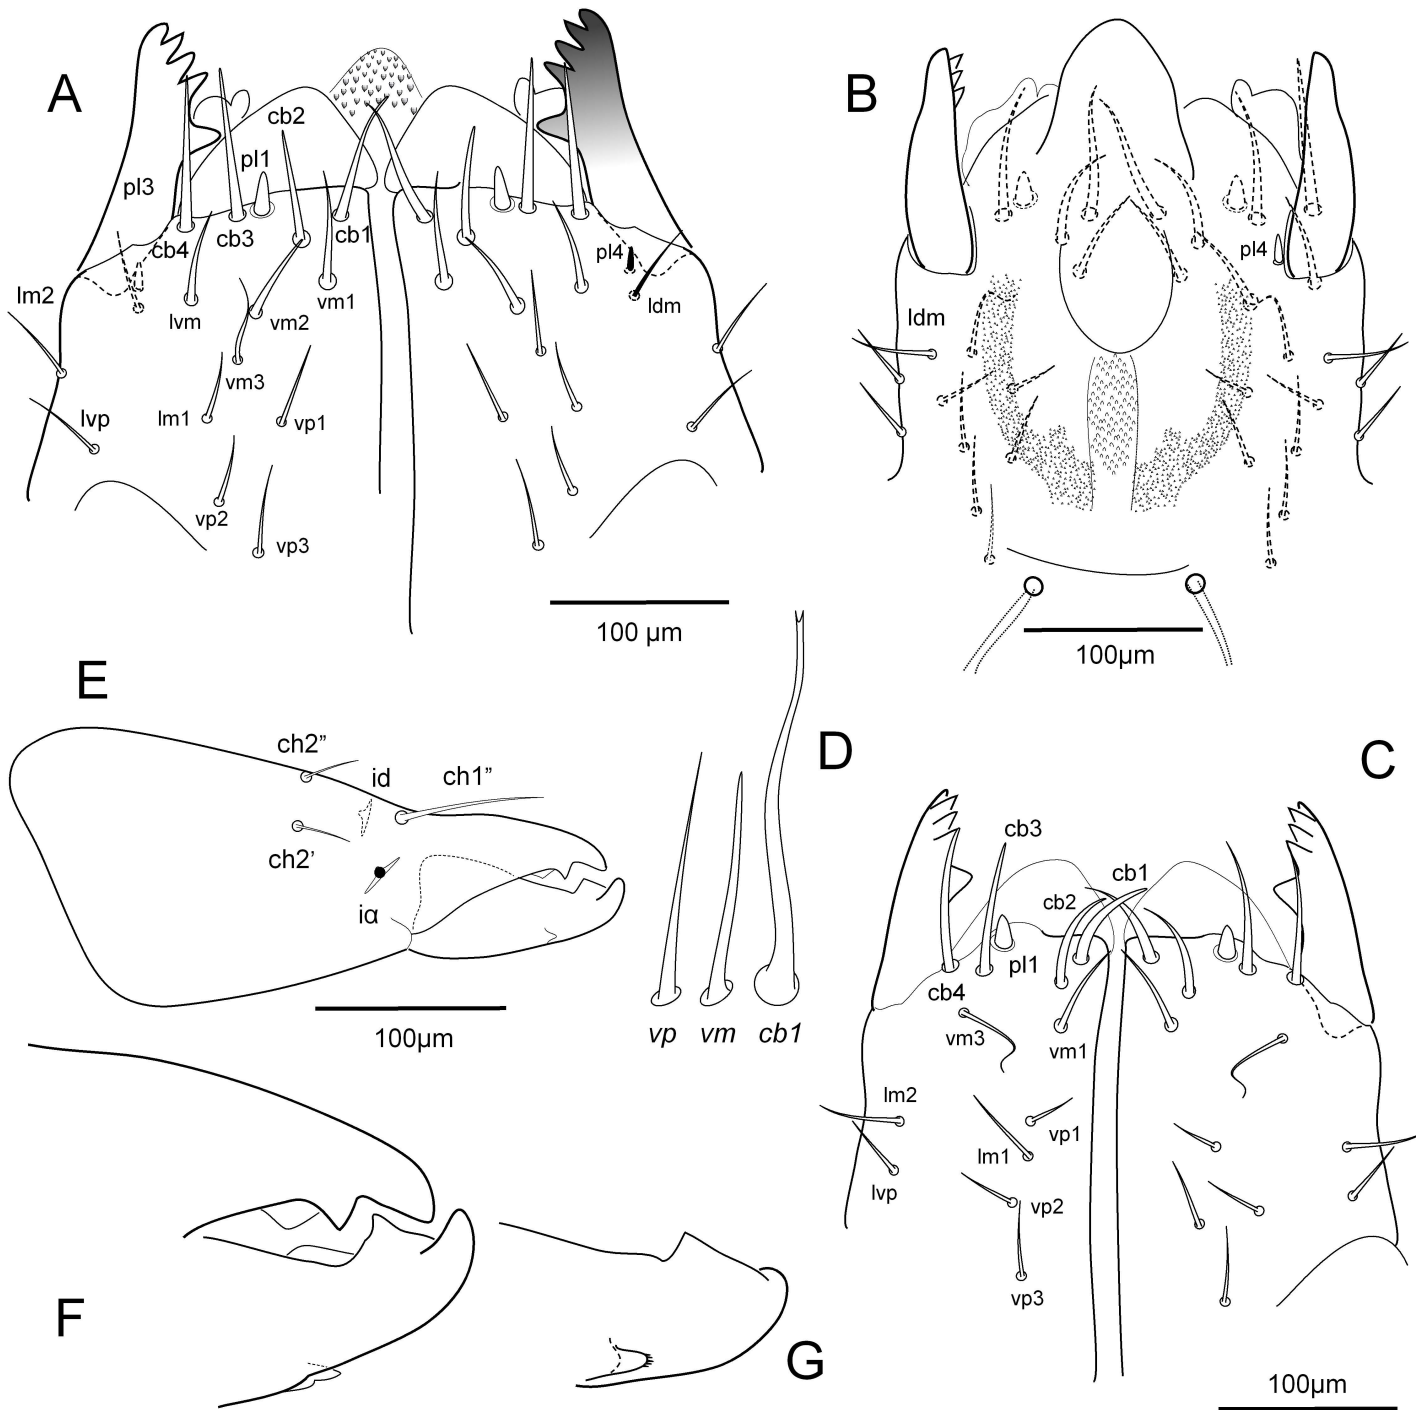 A
cb2
pl1
pl3
cb4
cb3
cb1
pl4
lm2
lvm
vm2
vm1
ldm
vm3
lvp
lm1
vp1
vp2
vp3
100 µm
B
pl4
ldm
100µm
E
ch2”
id
ch1”
ch2’
iα
100µm
vp
vm
cb1
D
C
cb3
cb1
cb2
pl1
cb4
vm3
vm1
lm2
vp1
lm1
lvp
vp2
vp3
100µm
F
G